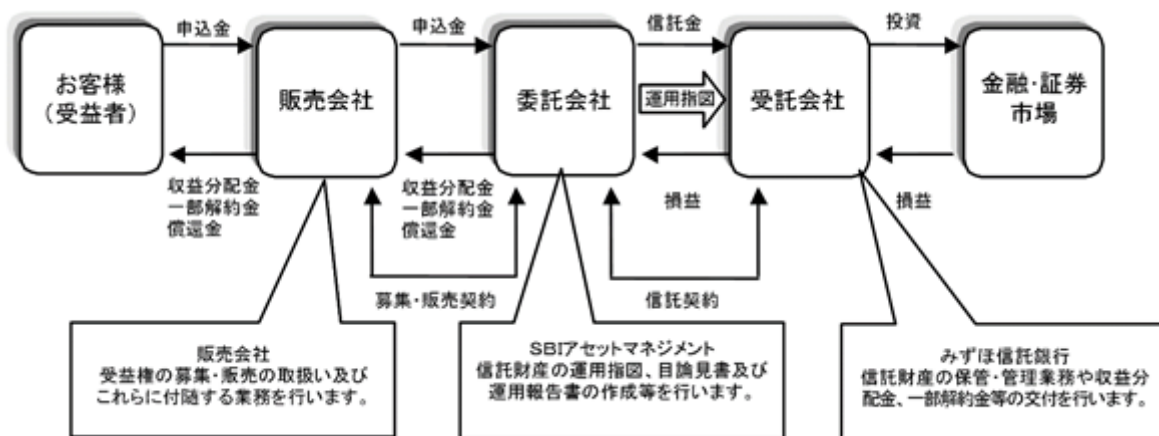 申込金
申込金
信託金
投資
お客様
(受益者)
販売会社
委託会社
運用指図
受託会社
金融・証券
市場
収益分配金
一部解約金
償還金
収益分配金
一部解約金
償還金
損益
損益
募集・販売契約
信託契約
販売会社
受益権の募集・販売の取扱い及び
これらに付随する業務を行います。
SBIアセットマネジメント
信託財産の運用指図、目論見書及び
運用報告書の作成等を行います。
みずほ信託銀行
信託財産の保管・管理業務や収益分
配金、一部解約金等の交付を行います。